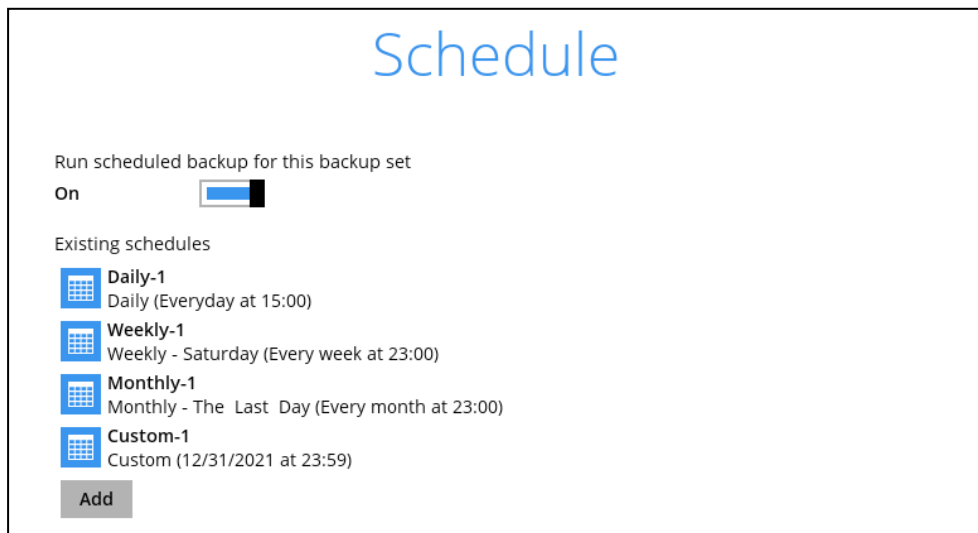 Schedule
Run scheduled backup for this backup set
On
Existing schedules
Daily-1
Daily (Everyday at 15:00)
Weekly-1
Weekly - Saturday (Every week at 23:00)
Monthly-1
Monthly - The Last Day (Every month at 23:00)
Custom-1
Custom (12/31/2021 at 23:59)
Add